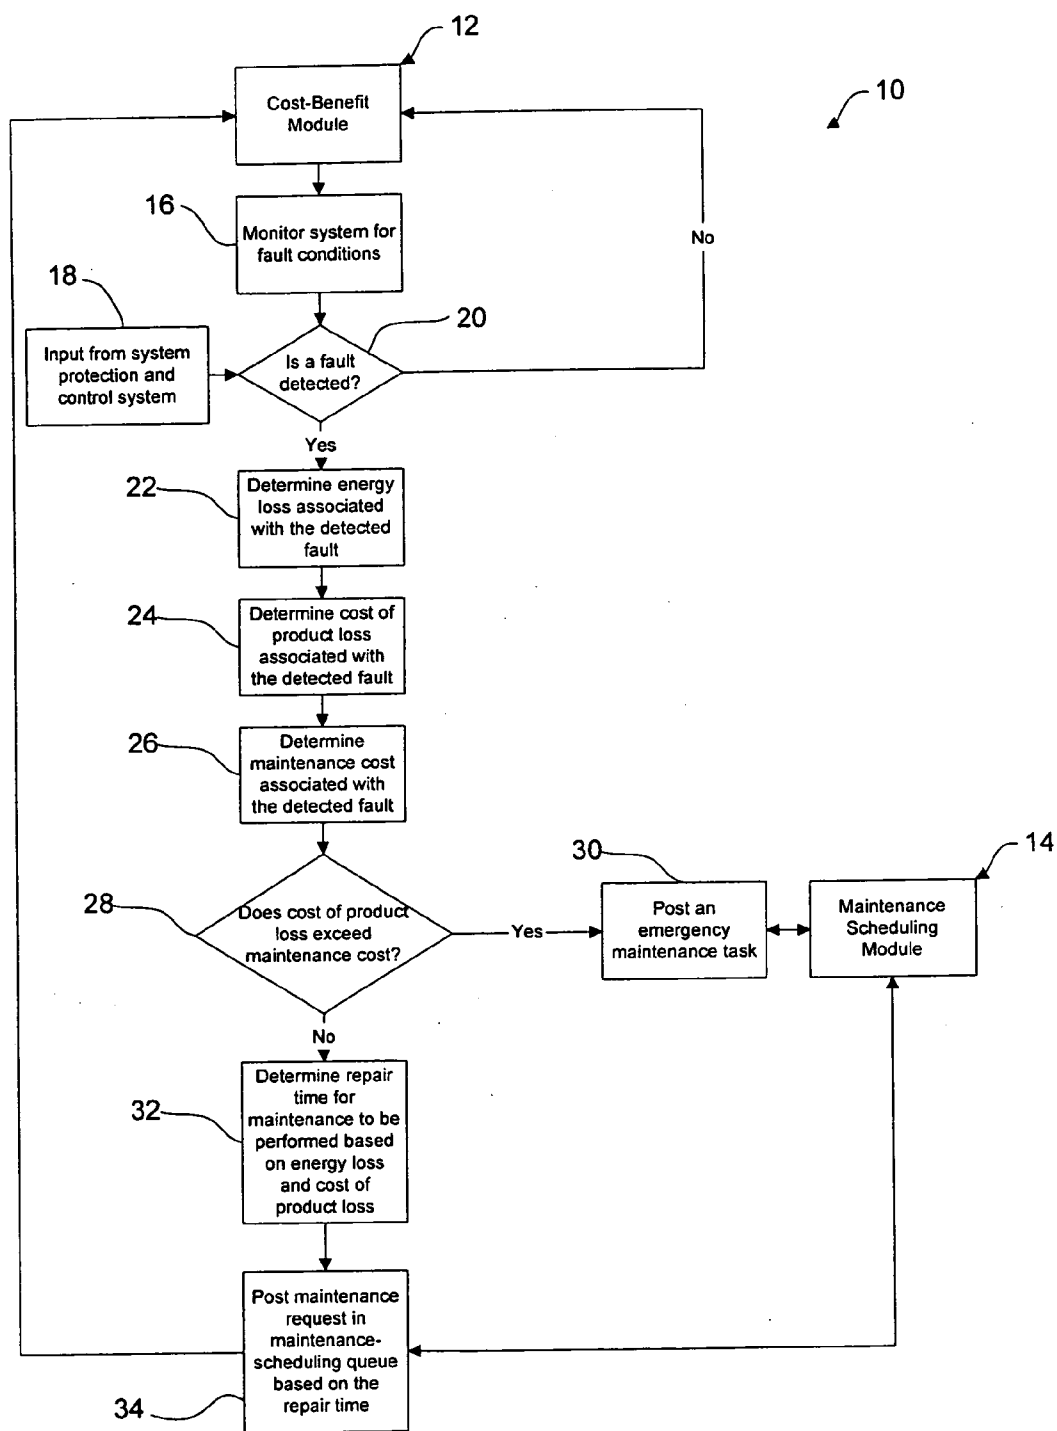 12
Cost-Benefit
Module
10
16
Monitor system for
fault conditions
No
18
20
Input from system
protection and
control system
Is a fault
detected?
Yes
22
Determine energy
loss associated
with the detected
fault
24
Determine cost of
product loss
associated with
the detected fault
26
Determine
maintenance cost
associated with
the detected fault
28
Does cost of product
loss exceed
maintenance cost?
Yes
30
Post an
emergency
maintenance task
14
Maintenance
Scheduling
Module
No
32
Determine repair
time for
maintenance to be
performed based
on energy loss
and cost of
product loss
Post maintenance
request in
maintenance-
scheduling queue
based on the
repair time
34